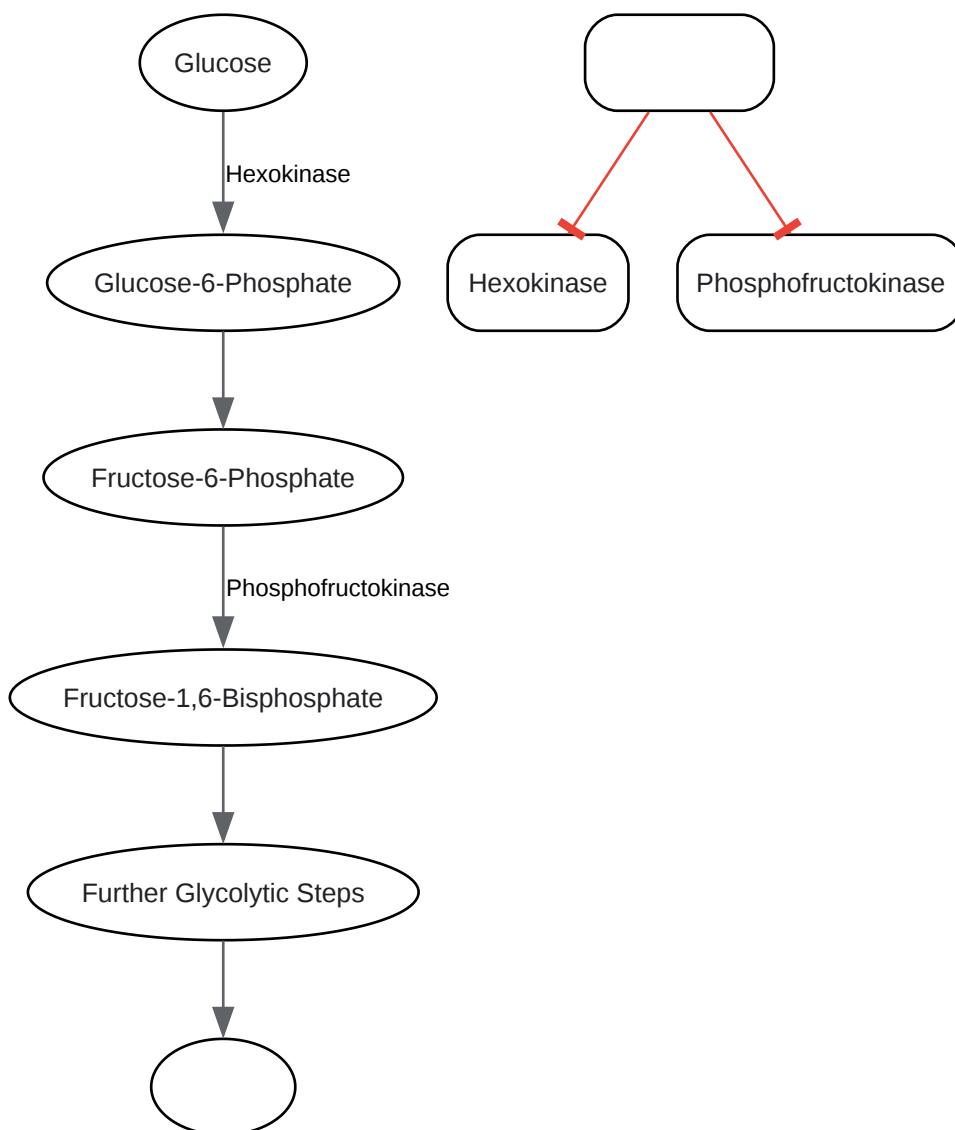 Glucose
Hexokinase
Glucose-6-Phosphate
Hexokinase
Phosphofructokinase
Fructose-6-Phosphate
Phosphofructokinase
Fructose-1,6-Bisphosphate
Further Glycolytic Steps